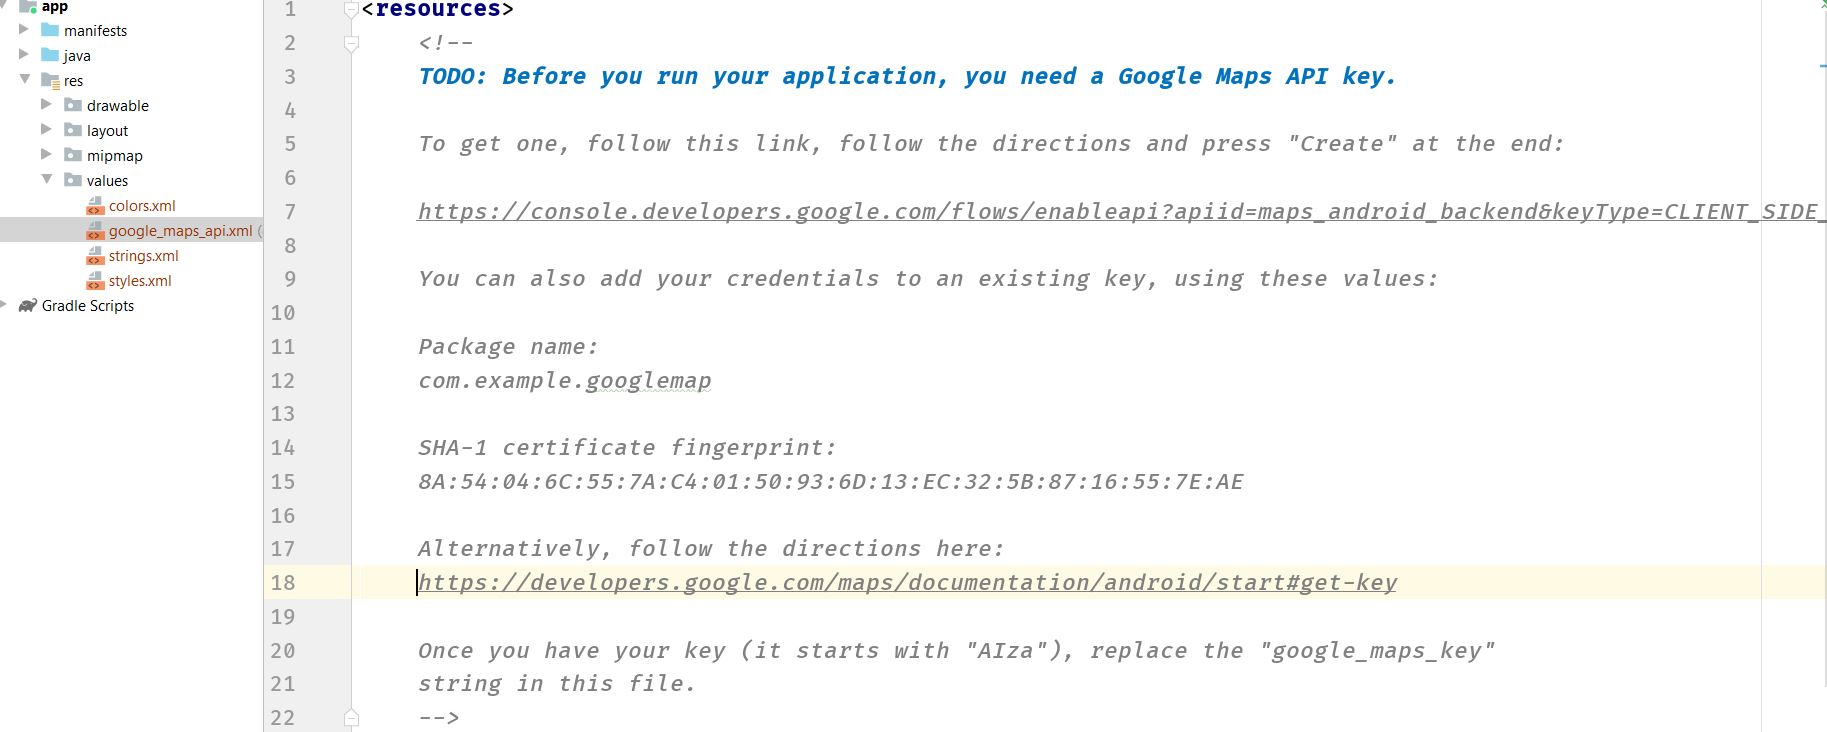 app
manifests
java
res
drawable
layout
mipmap
values
colors.xml
google_maps_api.xml (
strings.xml
styles.xml
Gradle Scripts
1 <resources>
2 <!--
3 TODO: Before you run your application, you need a Google Maps API key.
4
5 To get one, follow this link, follow the directions and press "Create" at the end:
6
7 https://console.developers.google.com/flows/enableapi?apiid=maps_android_backend&keyType=CLIENT_SIDE_
8
9 You can also add your credentials to an existing key, using these values:
10
11 Package name:
12 com.example.googlemap
13
14 SHA-1 certificate fingerprint:
15 8A:54:04:6C:55:7A:C4:01:50:93:6D:13:EC:32:5B:87:16:55:7E:AE
16
17 Alternatively, follow the directions here:
18 https://developers.google.com/maps/documentation/android/start#get-key
19
20 Once you have your key (it starts with "AIza"), replace the "google_maps_key"
21 string in this file.
22 -->